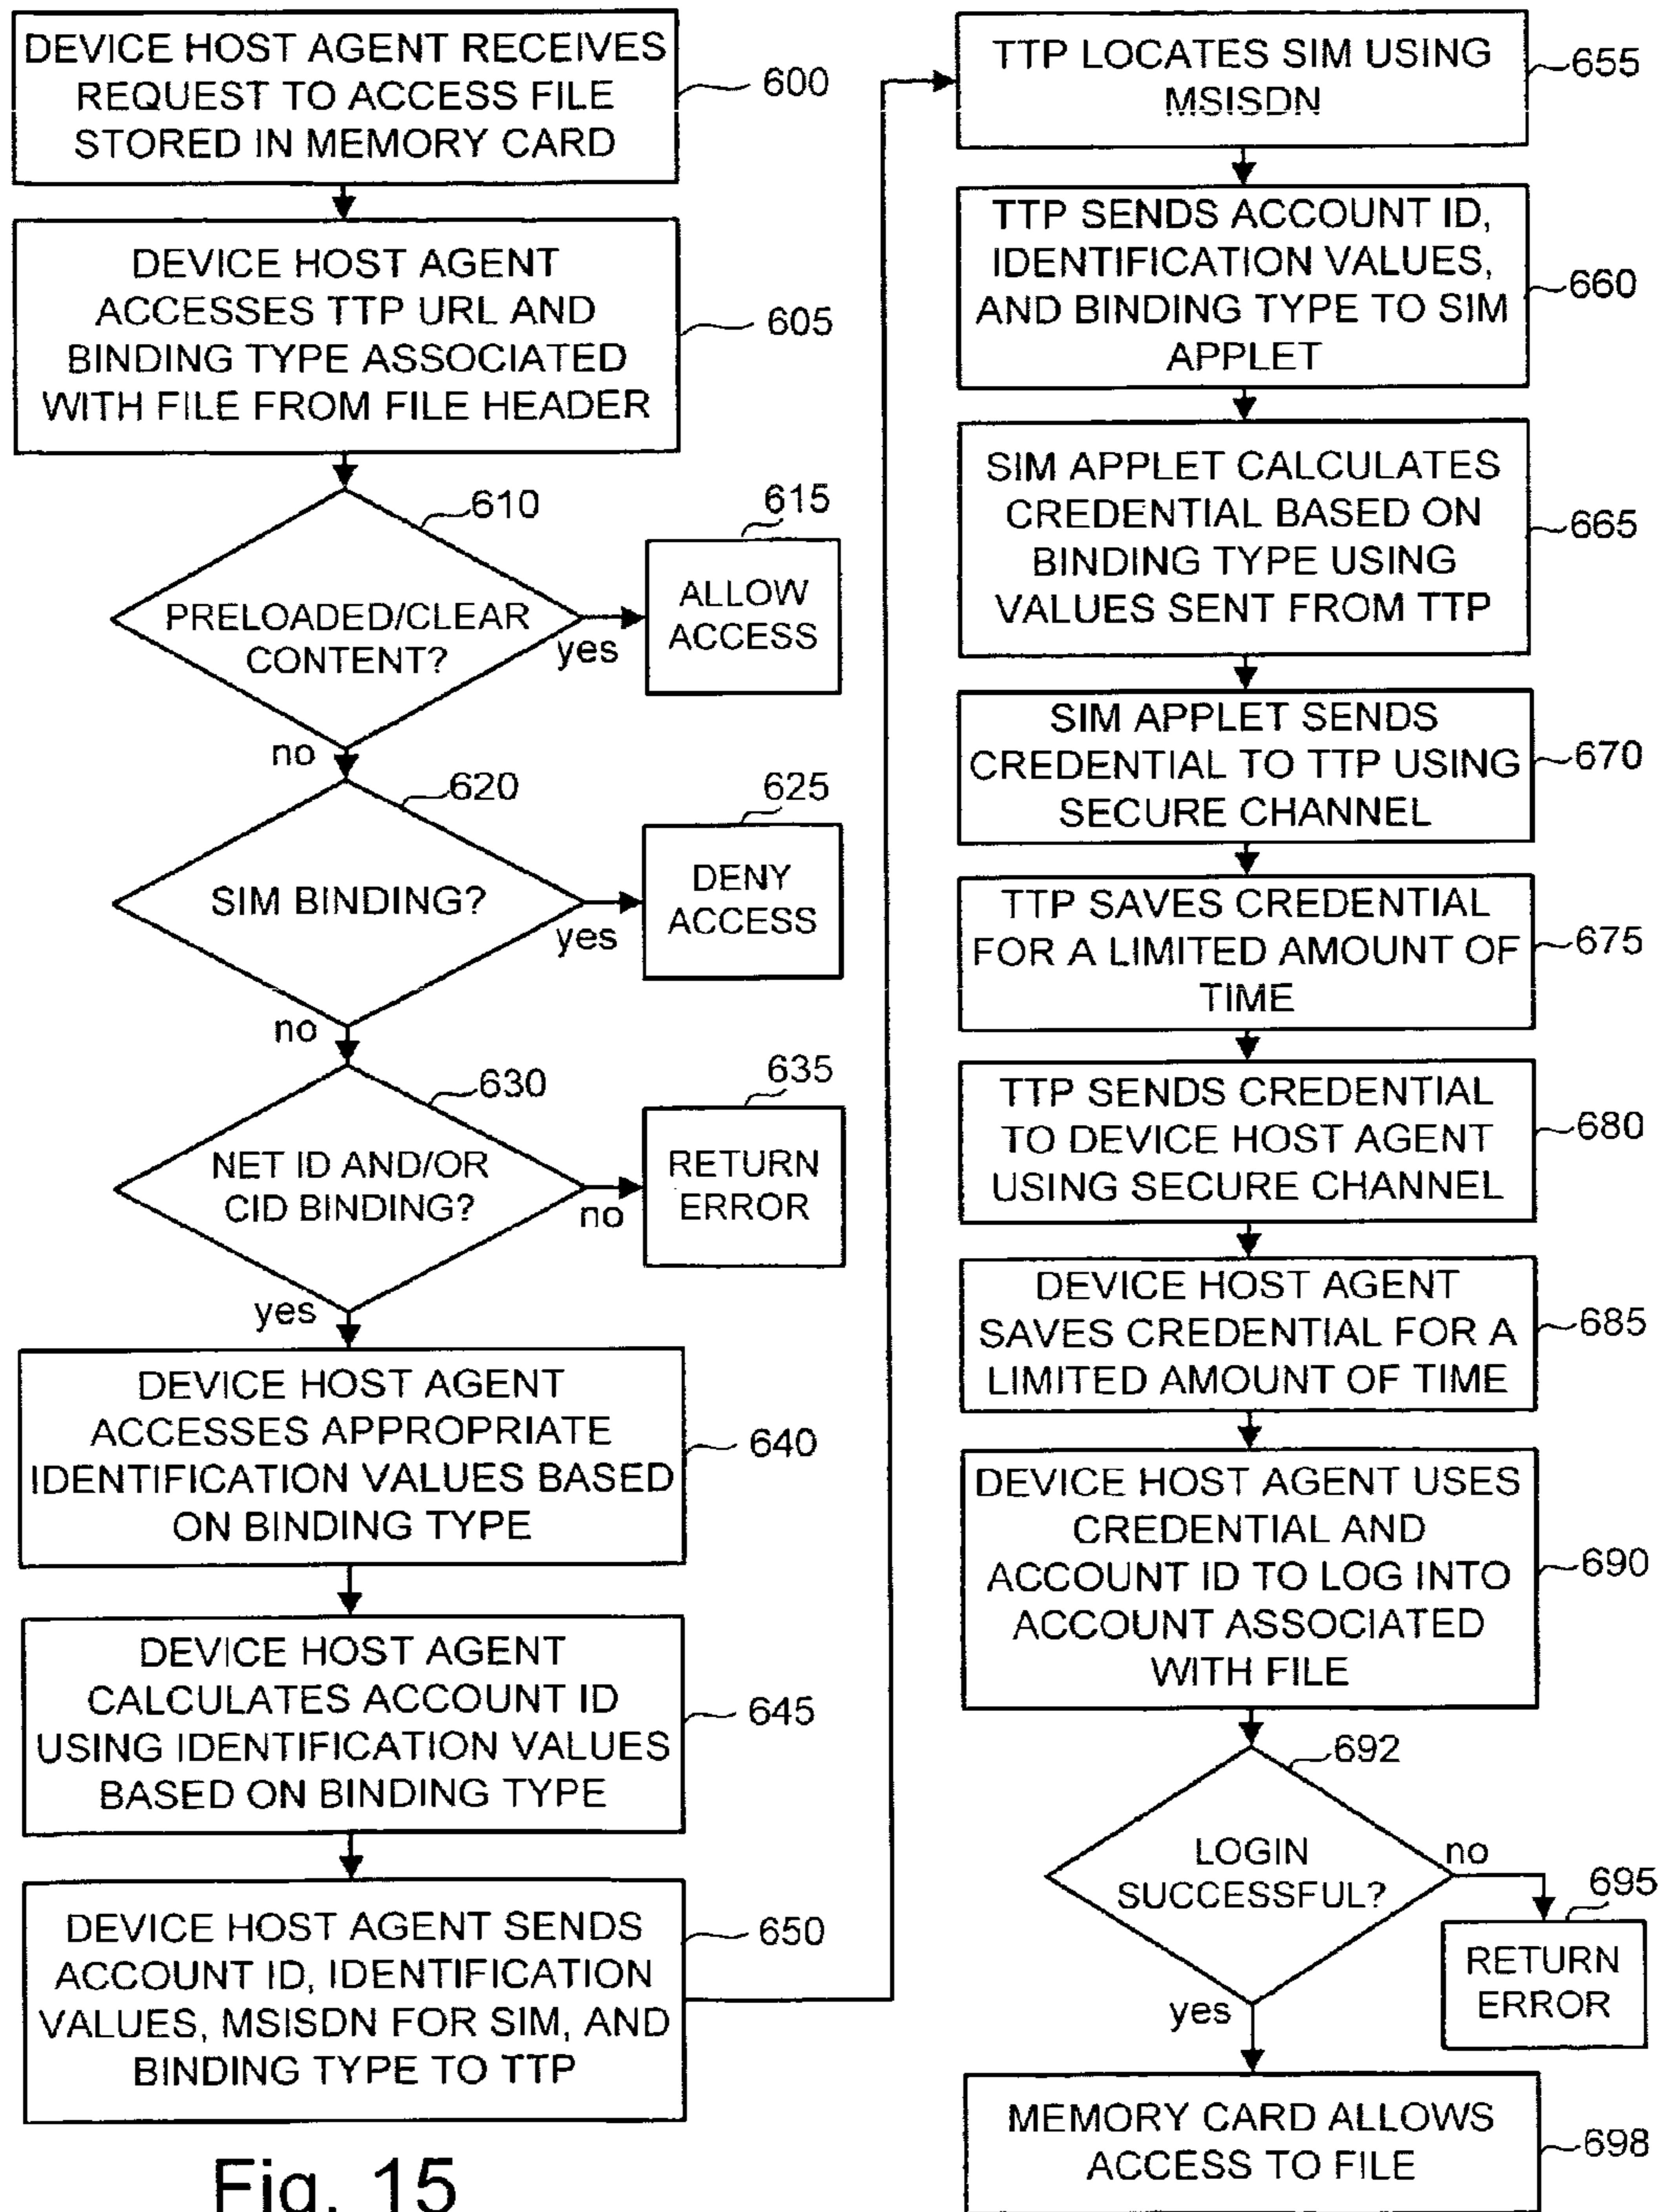 DEVICE HOST AGENT RECEIVES
REQUEST TO ACCESS FILE
STORED IN MEMORY CARD
600
DEVICE HOST AGENT
ACCESSES TTP URL AND
BINDING TYPE ASSOCIATED
WITH FILE FROM FILE HEADER
605
610
PRELOADED/CLEAR
CONTENT?
yes
no
615
ALLOW
ACCESS
620
SIM BINDING?
yes
no
625
DENY
ACCESS
630
NET ID AND/OR
CID BINDING?
no
yes
635
RETURN
ERROR
DEVICE HOST AGENT
ACCESSES APPROPRIATE
IDENTIFICATION VALUES BASED
ON BINDING TYPE
640
DEVICE HOST AGENT
CALCULATES ACCOUNT ID
USING IDENTIFICATION VALUES
BASED ON BINDING TYPE
645
DEVICE HOST AGENT SENDS
ACCOUNT ID, IDENTIFICATION
VALUES, MSISDN FOR SIM, AND
BINDING TYPE TO TTP
650
TTP LOCATES SIM USING
MSISDN
655
TTP SENDS ACCOUNT ID,
IDENTIFICATION VALUES,
AND BINDING TYPE TO SIM
APPLET
660
SIM APPLET CALCULATES
CREDENTIAL BASED ON
BINDING TYPE USING
VALUES SENT FROM TTP
665
SIM APPLET SENDS
CREDENTIAL TO TTP USING
SECURE CHANNEL
670
TTP SAVES CREDENTIAL
FOR A LIMITED AMOUNT OF
TIME
675
TTP SENDS CREDENTIAL
TO DEVICE HOST AGENT
USING SECURE CHANNEL
680
DEVICE HOST AGENT
SAVES CREDENTIAL FOR A
LIMITED AMOUNT OF TIME
685
DEVICE HOST AGENT USES
CREDENTIAL AND
ACCOUNT ID TO LOG INTO
ACCOUNT ASSOCIATED
WITH FILE
690
692
LOGIN
SUCCESSFUL?
no
yes
695
RETURN
ERROR
MEMORY CARD ALLOWS
ACCESS TO FILE
698
Fig. 15